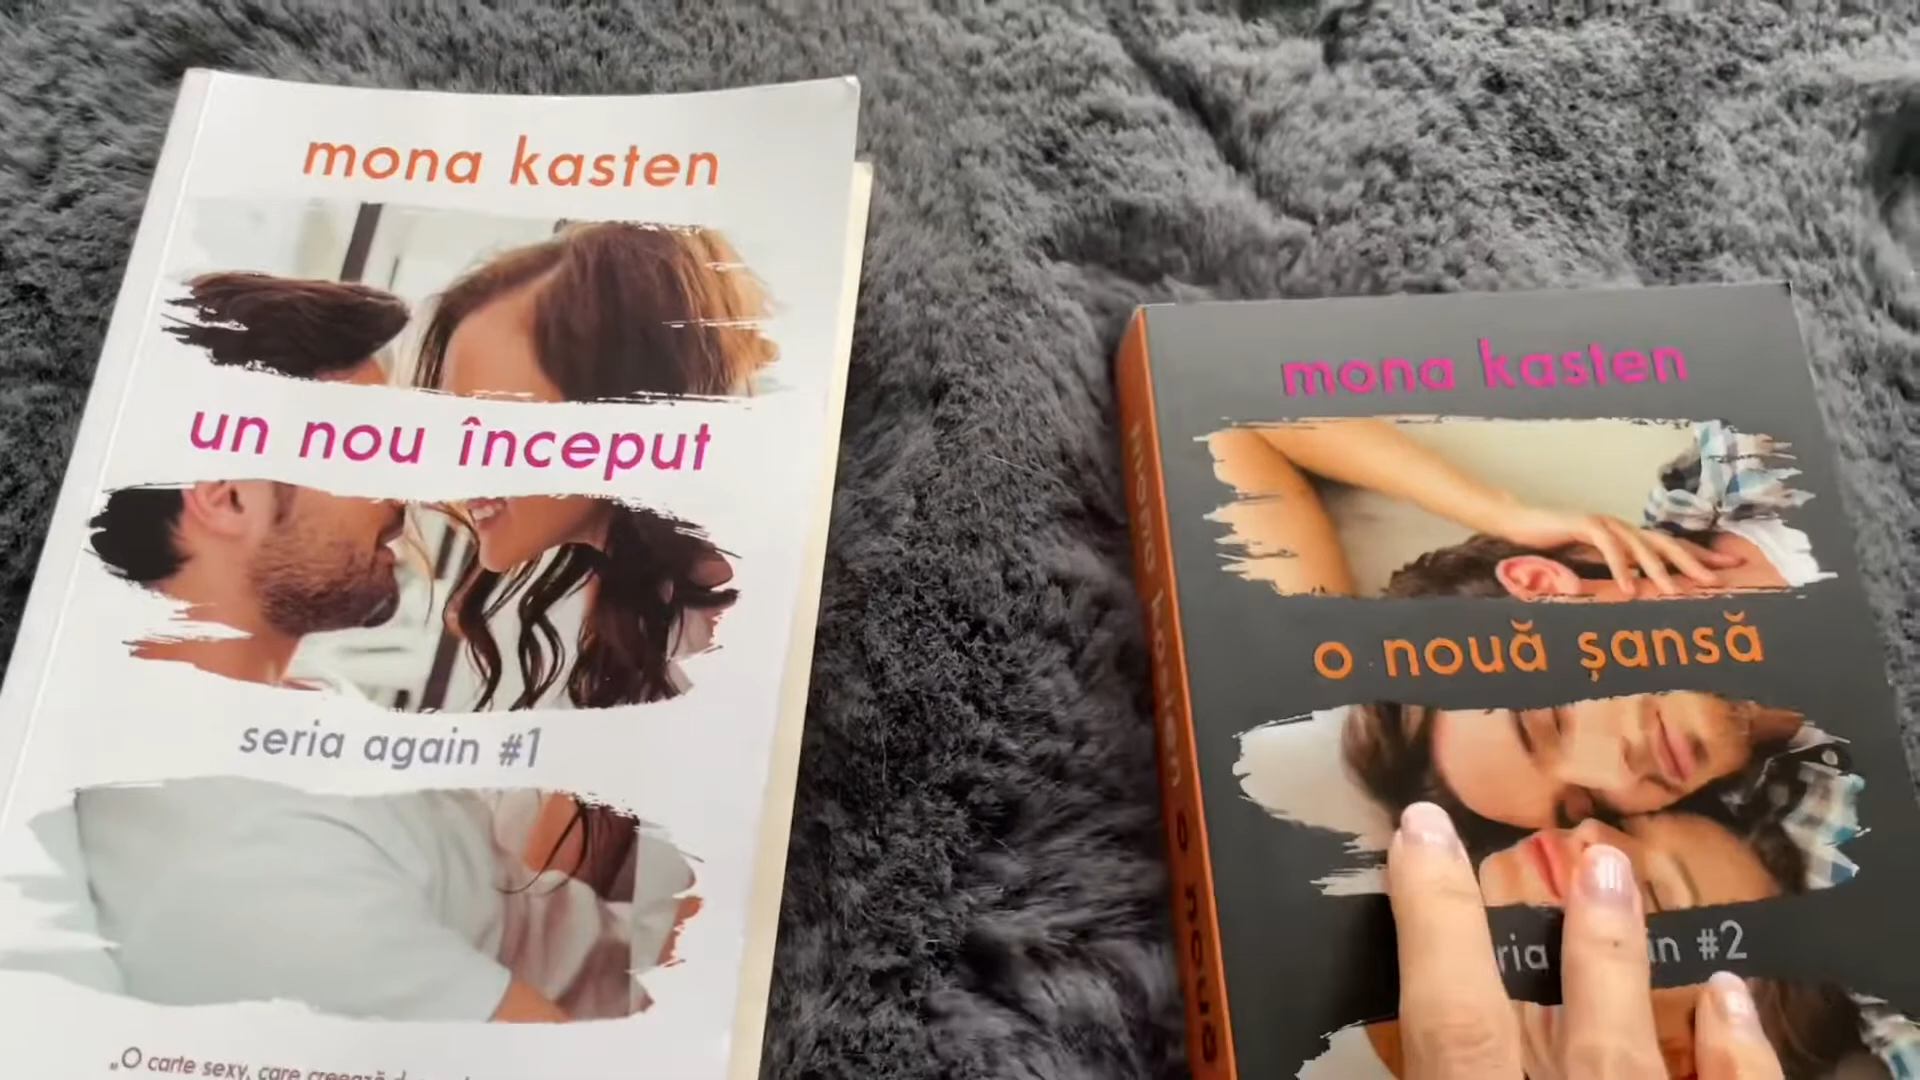 mona kasten
un nou început
seria again #1
„O carte sexy, care creează
mona kasten
o nouă șansă
#2
mona kasten o nouă